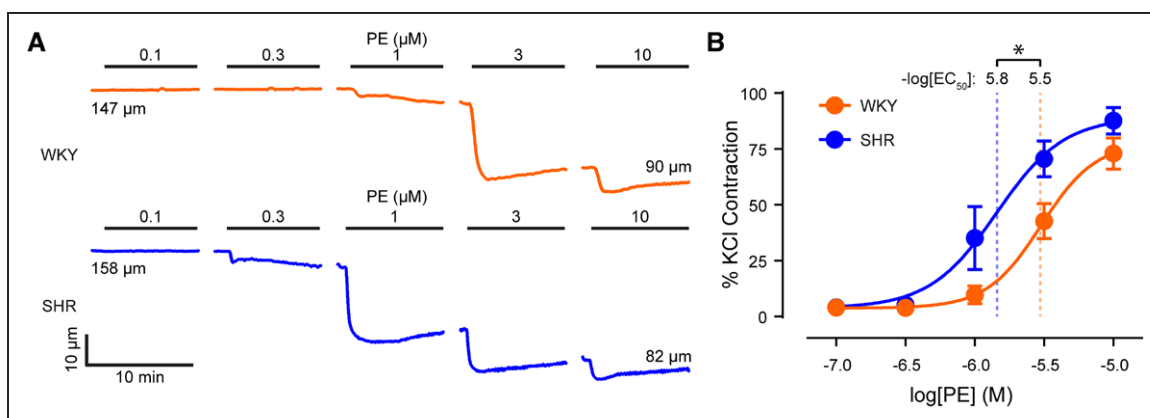 A
PE (µM)
0.1 0.3 1 3 10
147 µm
WKY
90 µm
PE (µM)
0.1 0.3 1 3 10
158 µm
SHR
82 µm
10 µm
10 min
B
*
-log[EC50]: 5.8 5.5
WKY
SHR
% KCl Contraction
100
75
50
25
0
-7.0 -6.5 -6.0 -5.5 -5.0
log[PE] (M)